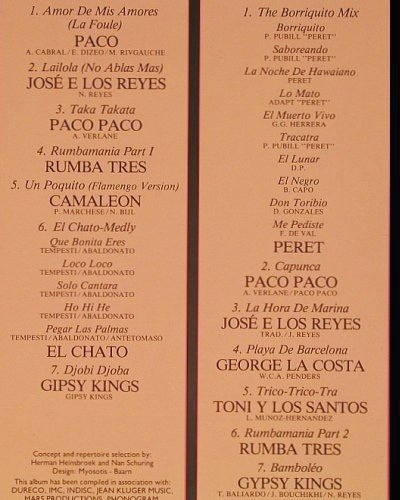 1. Amor De Mis Amores
(La Foule)
PACO
A. CABRAL/E. DIZEO/M. RIVGAUCHE
2. Lailola (No Ablas Mas)
JOSÉ E LOS REYES
N. REYES
3. Taka Takata
PACO PACO
A. VERLANE
4. Rumbamania Part I
RUMBA TRES
5. Un Poquito (Flamengo Version)
CAMALEON
P. MARCHESE/N. BIJL
6. El Chato-Medly
Que Bonita Eres
TEMPESTI/ABALDONATO
Loco Loco
TEMPESTI/ABALDONATO
Solo Cantara
TEMPESTI/ABALDONATO
Ho Hi He
TEMPESTI/ABALDONATO
Pegar Las Palmas
TEMPESTI/ABALDONATO/ANTETOMASO
EL CHATO
7. Djobi Djoba
GIPSY KINGS
GIPSY KINGS
Concept and repertoire selection by:
Herman Heinsbroek and Nan Schuring
Design: Myosotis - Baarn
This album has been compiled in association with:
DURECO, IMC, INDISC, JEAN KLUGER MUSIC,
MARS PRODUCTIONS, PHONOGRAM
1. The Borriquito Mix
Borriquito
P. PUBILL "PERET"
Saboreando
P. PUBILL "PERET"
La Noche De Hawaiano
PERET
Lo Mato
ADAPT "PERET"
El Muerto Vivo
G.G. HERRERA
Tracatra
P. PUBILL "PERET"
El Lunar
D.P.
El Negro
B. CAPO
Don Toribio
D. GONZALES
Me Pediste
F. DE VAL
PERET
2. Capunca
PACO PACO
A. VERLANE/PACO PACO
3. La Hora De Marina
JOSÉ E LOS REYES
TRAD./J. REYES
4. Playa De Barcelona
GEORGE LA COSTA
W.C.A. PENDERS
5. Trico-Trico-Tra
TONI Y LOS SANTOS
L. MUNOZ-HERNANDEZ
6. Rumbamania Part 2
RUMBA TRES
7. Bamboléo
GYPSY KINGS
T. BALIARDO/J. BOUCHIKHI/N. REYES